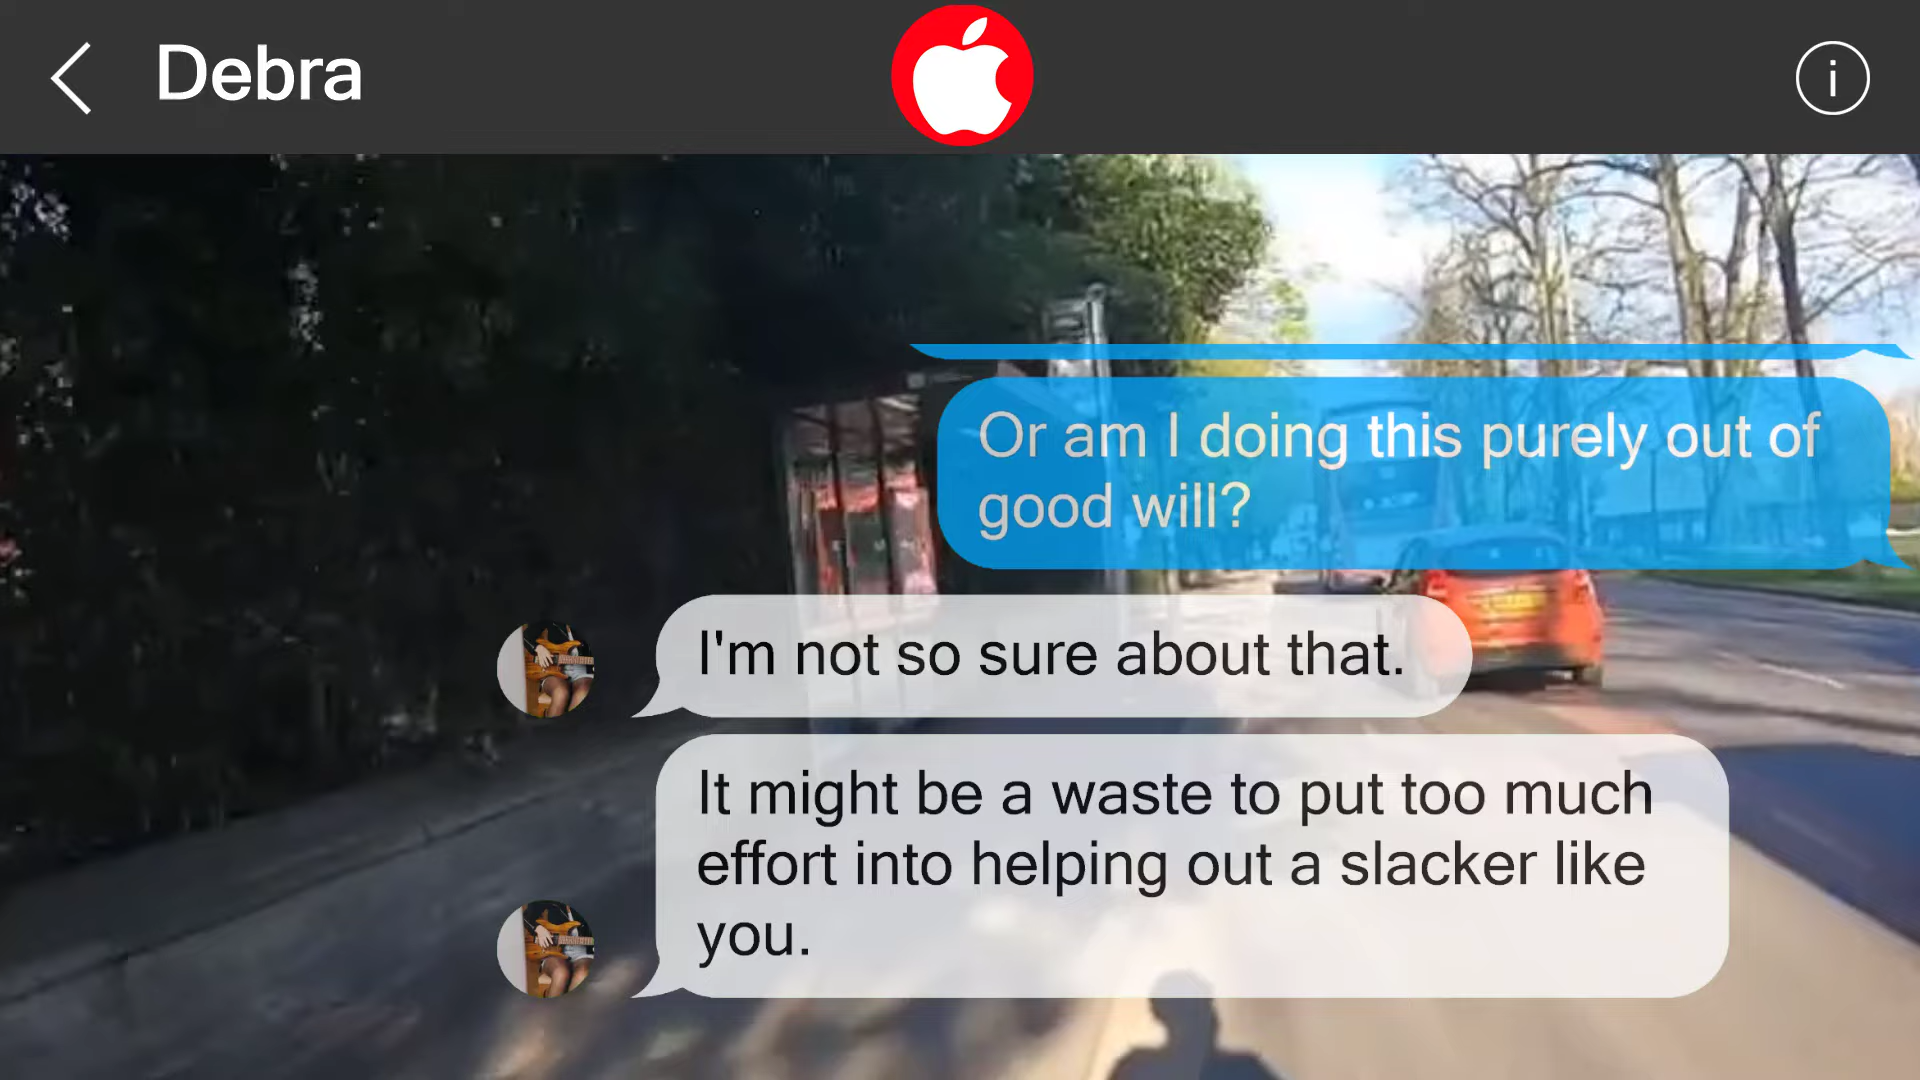 Debra
Or am I doing this purely out of
good will?
I'm not so sure about that.
It might be a waste to put too much
effort into helping out a slacker like
you.